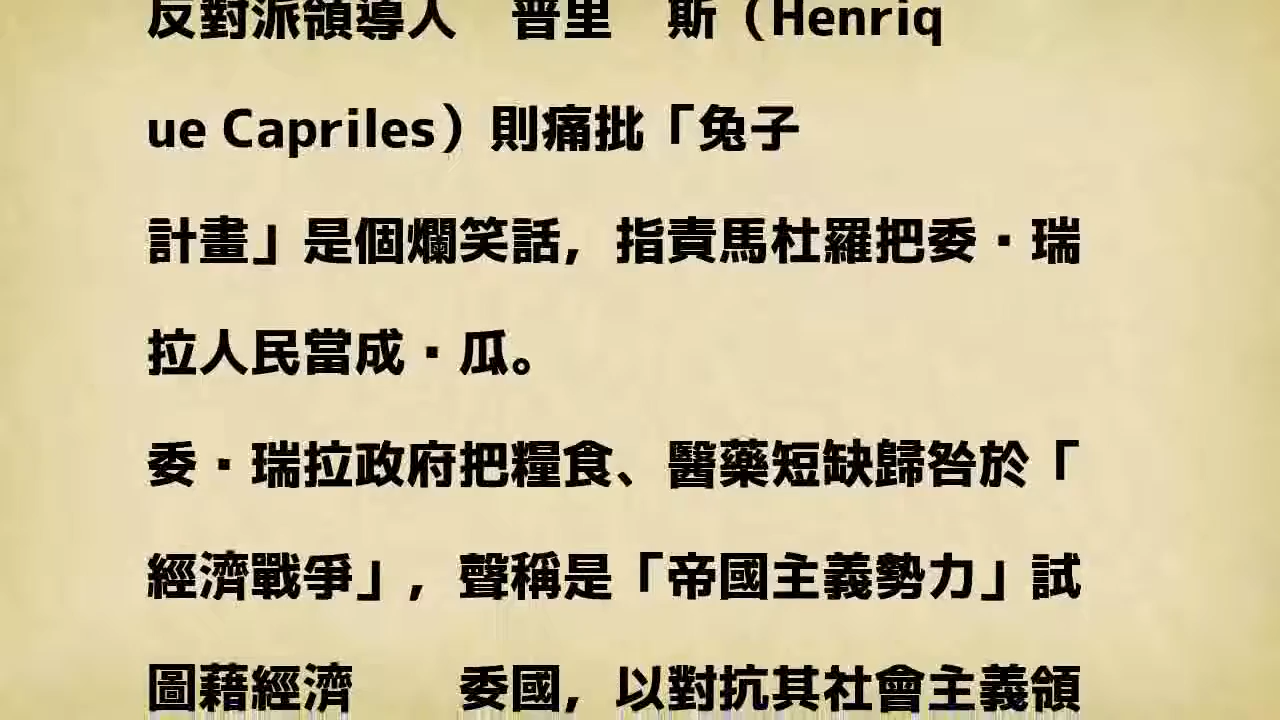 反對派領導人　普里　斯（Henriq
ue Capriles）則痛批「兔子
計畫」是個爛笑話，指責馬杜羅把委▪瑞
拉人民當成▪瓜。
委▪瑞拉政府把糧食、醫藥短缺歸咎於「
經濟戰爭」，聲稱是「帝國主義勢力」試
圖藉經濟　　委國，以對抗其社會主義領